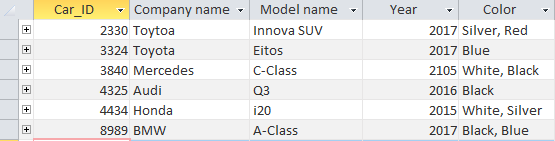 Car_ID Company name Model name Year Color
2330 Toytoa Innova SUV 2017 Silver, Red
3324 Toyota Eitos 2017 Blue
3840 Mercedes C-Class 2105 White, Black
4325 Audi Q3 2016 Black
4434 Honda i20 2015 White, Silver
8989 BMW A-Class 2017 Black, Blue